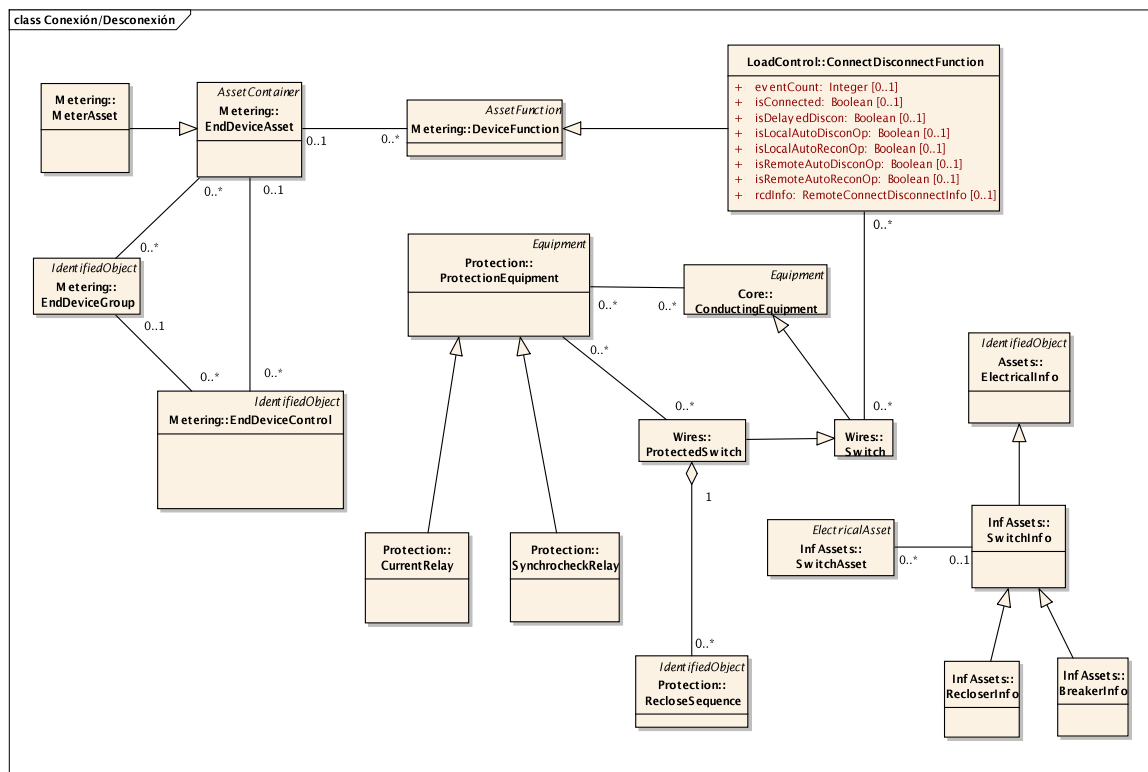 class Conexión/Desconexión
Metering::
MeterAsset
AssetContainer
Metering::
EndDeviceAsset
0..1
0..*
AssetFunction
Metering::DeviceFunction
LoadControl::ConnectDisconnectFunction
+ eventCount: Integer [0..1]
+ isConnected: Boolean [0..1]
+ isDelayedDiscon: Boolean [0..1]
+ isLocalAutoDisconOp: Boolean [0..1]
+ isLocalAutoReconOp: Boolean [0..1]
+ isRemoteAutoDisconOp: Boolean [0..1]
+ isRemoteAutoReconOp: Boolean [0..1]
+ rcdInfo: RemoteConnectDisconnectInfo [0..1]
0..*
0..1
0..*
0..*
IdentifiedObject
Metering::
EndDeviceGroup
0..1
0..*
0..*
IdentifiedObject
Metering::EndDeviceControl
Equipment
Protection::
ProtectionEquipment
0..*
0..*
Equipment
Core::
ConductingEquipment
0..*
0..*
0..*
Wires::
ProtectedSwitch
Wires::
Switch
IdentifiedObject
Assets::
ElectricalInfo
1
Protection::
CurrentRelay
Protection::
SynchrocheckRelay
ElectricalAsset
InfAssets::
SwitchAsset
0..*
0..1
InfAssets::
SwitchInfo
0..*
IdentifiedObject
Protection::
RecloseSequence
InfAssets::
RecloserInfo
InfAssets::
BreakerInfo